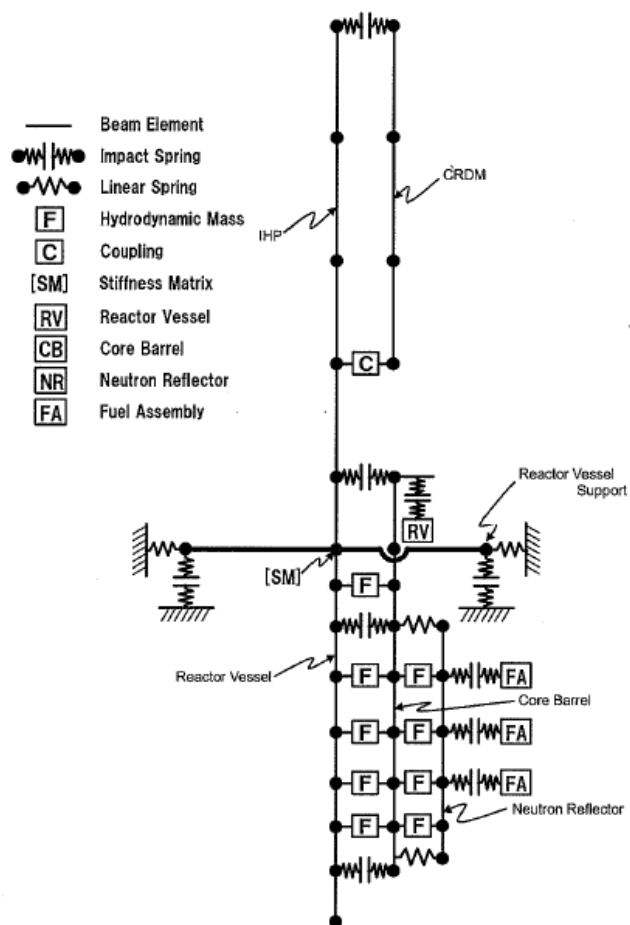 Beam Element
Impact Spring
Linear Spring
F Hydrodynamic Mass
C Coupling
[SM] Stiffness Matrix
RV Reactor Vessel
CB Core Barrel
NR Neutron Reflector
FA Fuel Assembly
CRDM
IHP
C
Reactor Vessel
Support
RV
[SM]
F
Reactor Vessel
F F FA
Core Barrel
F F FA
F F FA
Neutron Reflector
F F